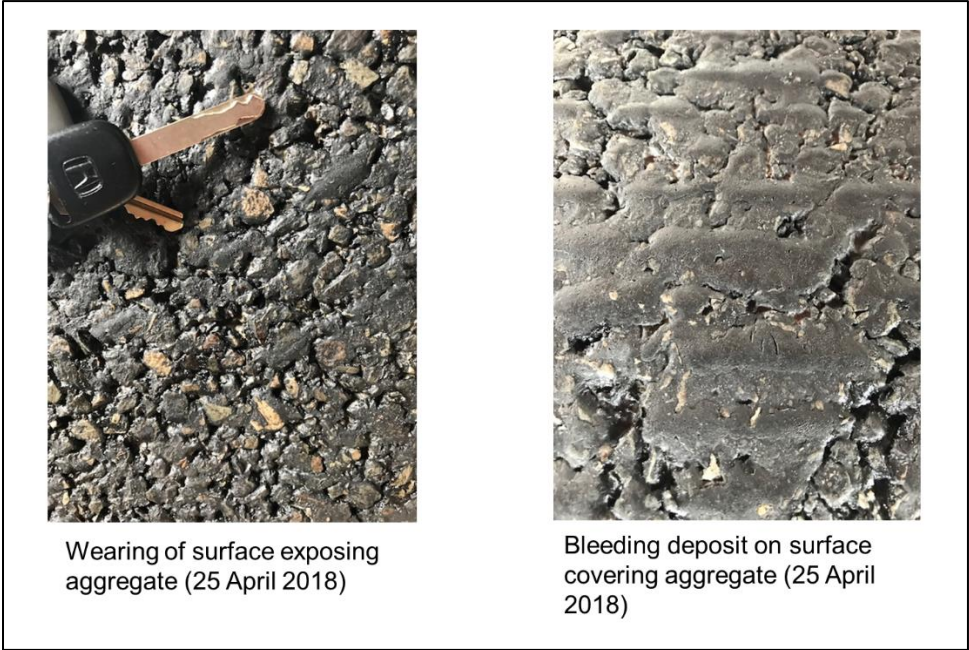 Wearing of surface exposing
aggregate (25 April 2018)
Bleeding deposit on surface
covering aggregate (25 April
2018)